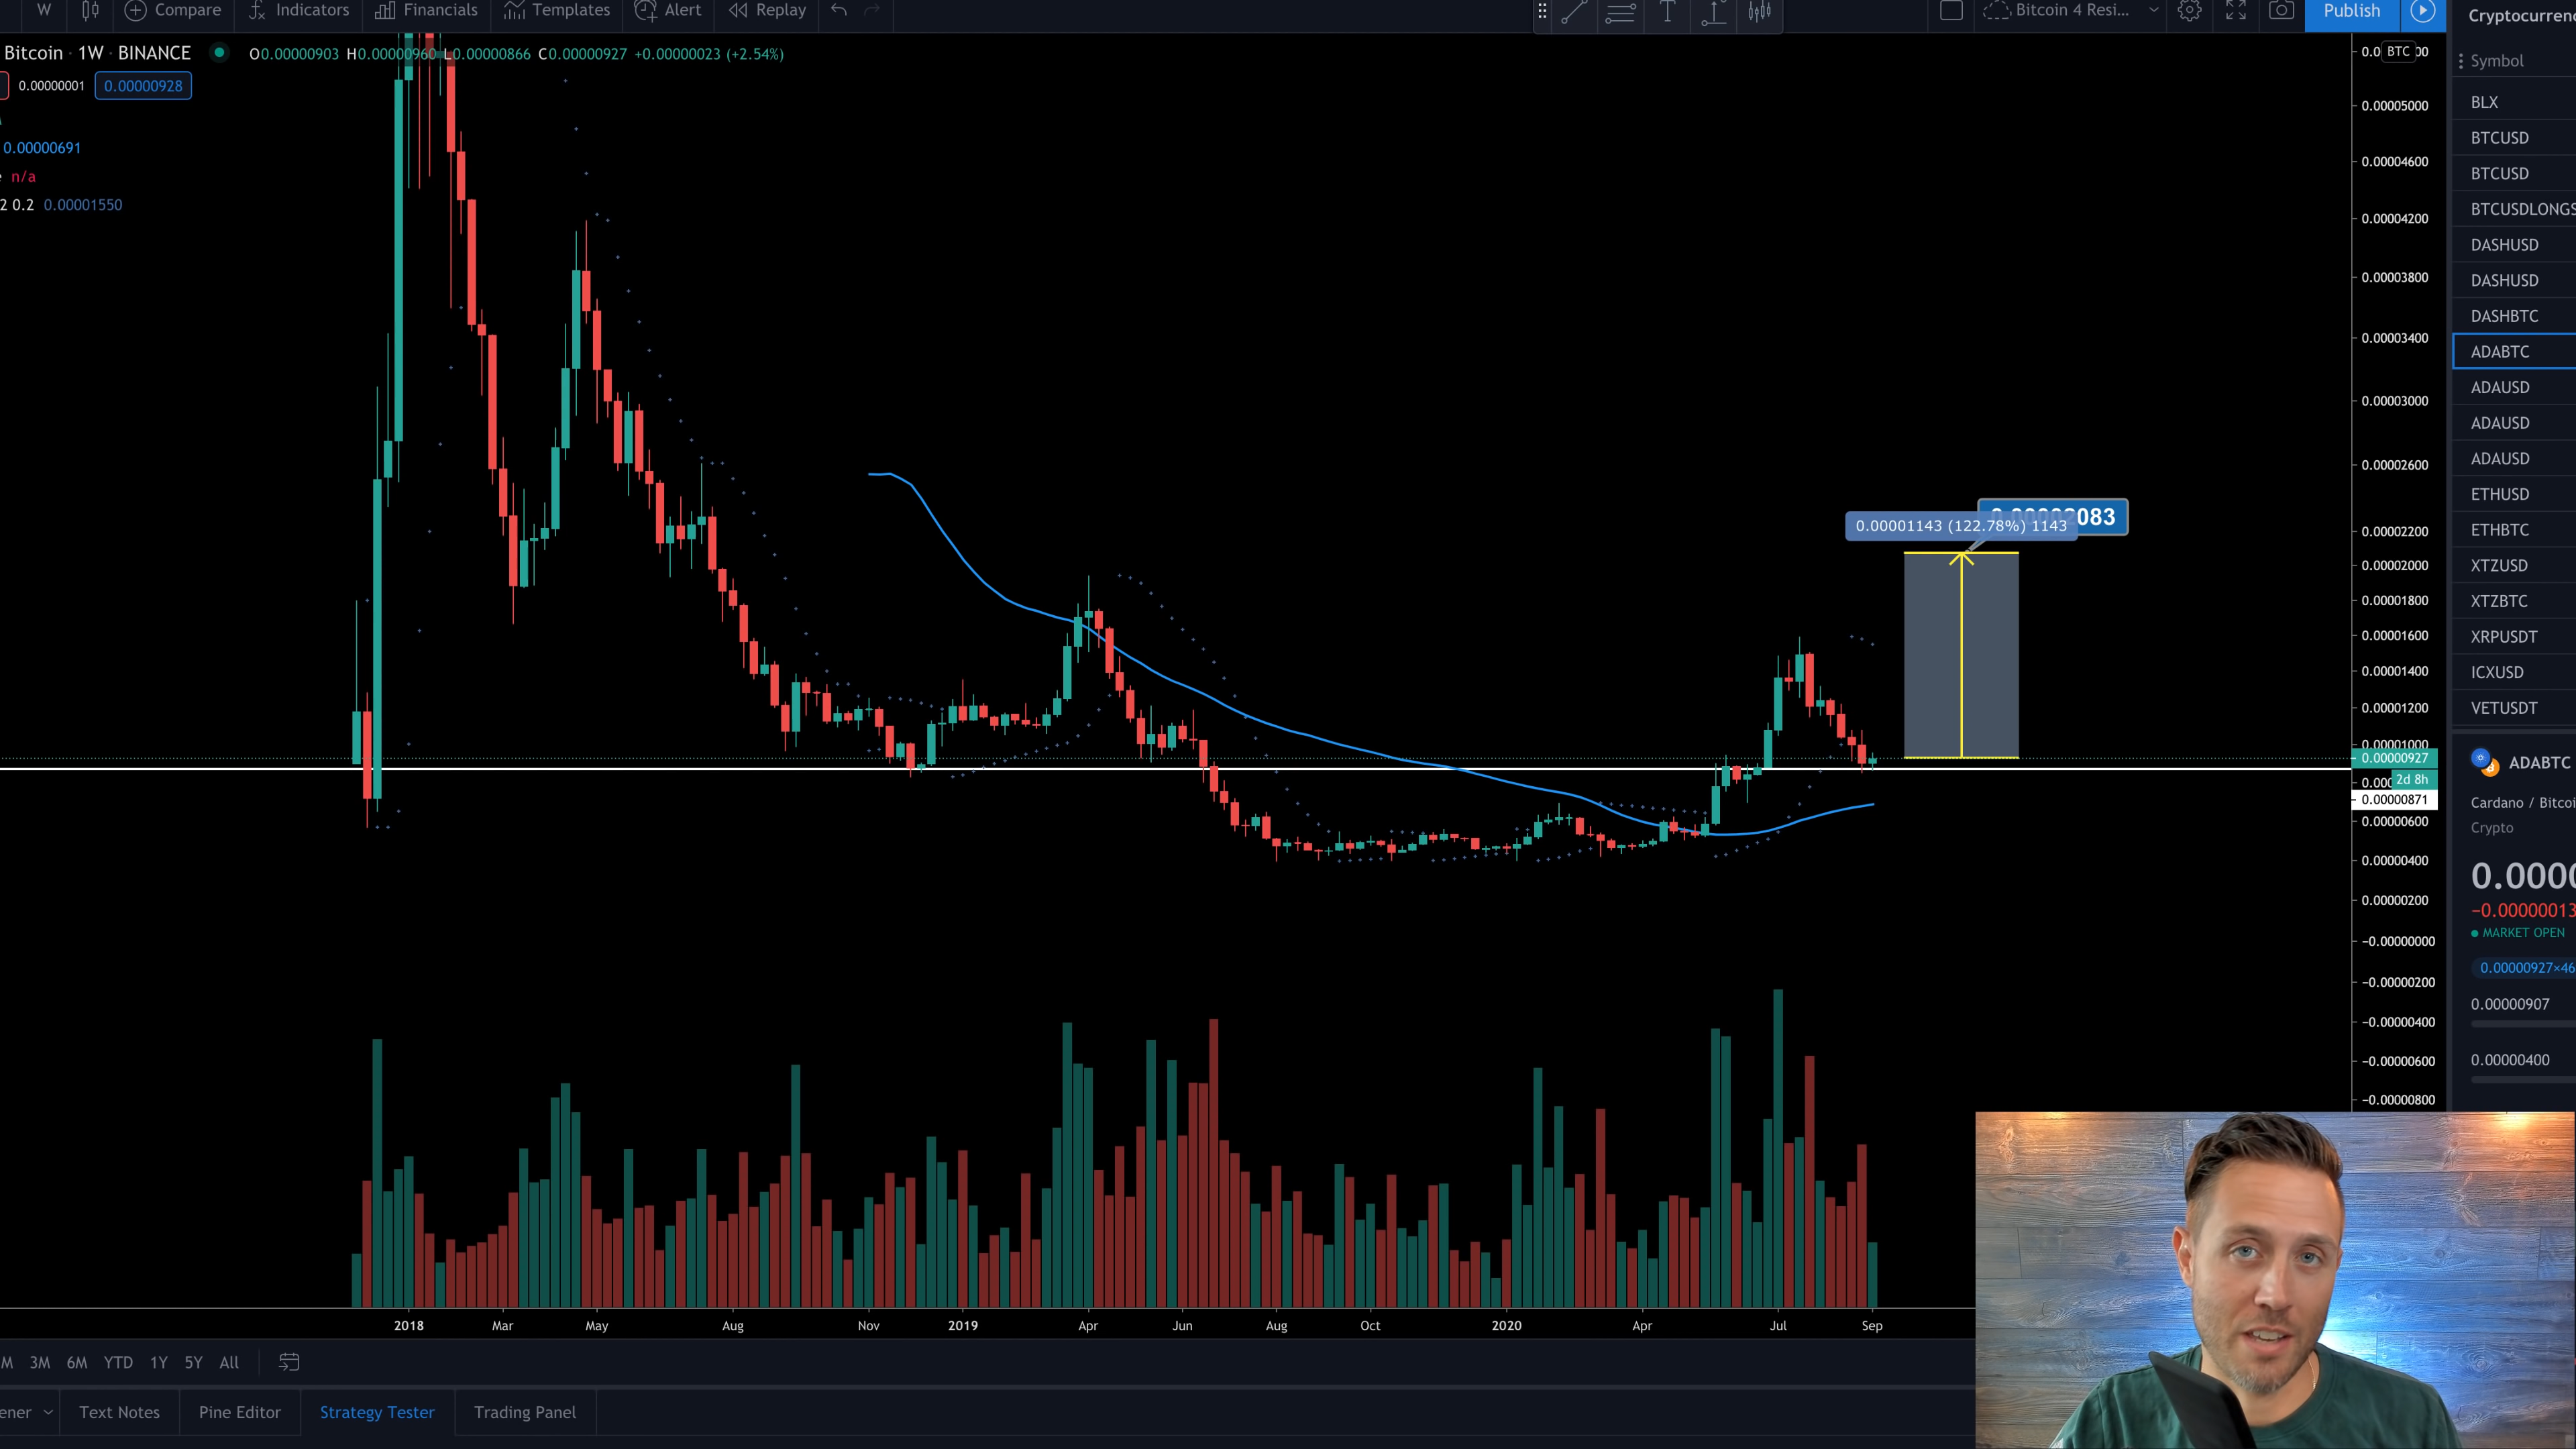 W Compare Indicators Financials Templates Alert Replay Bitcoin 4 Resi... Publish
Cryptocurrenc
Bitcoin · 1W · BINANCE O0.00000903 H0.00000960 L0.00000866 C0.00000927 +0.00000023 (+2.54%)
0.00000001 0.00000928
0.00000691
n/a
2 0.2 0.00001550
BTC
0.00005000
0.00004600
0.00004200
0.00003800
0.00003400
0.00003000
0.00002600
0.00002200
0.00002000
0.00001800
0.00001600
0.00001400
0.00001200
0.00001000
0.00000927
2d 8h
0.00000871
0.00000600
0.00000400
0.00000200
−0.00000000
−0.00000200
−0.00000400
−0.00000600
−0.00000800
0.00001143 (122.78%) 1143
083
Symbol
BLX
BTCUSD
BTCUSD
BTCUSDLONGS
DASHUSD
DASHUSD
DASHBTC
ADABTC
ADAUSD
ADAUSD
ADAUSD
ETHUSD
ETHBTC
XTZUSD
XTZBTC
XRPUSDT
ICXUSD
VETUSDT
ADABTC
Cardano / Bitcoi
Crypto
0.000
−0.00000013
MARKET OPEN
0.00000927×46
0.00000907
0.00000400
2018 Mar May Aug Nov 2019 Apr Jun Aug Oct 2020 Apr Jul Sep
M 3M 6M YTD 1Y 5Y All
ener Text Notes Pine Editor Strategy Tester Trading Panel